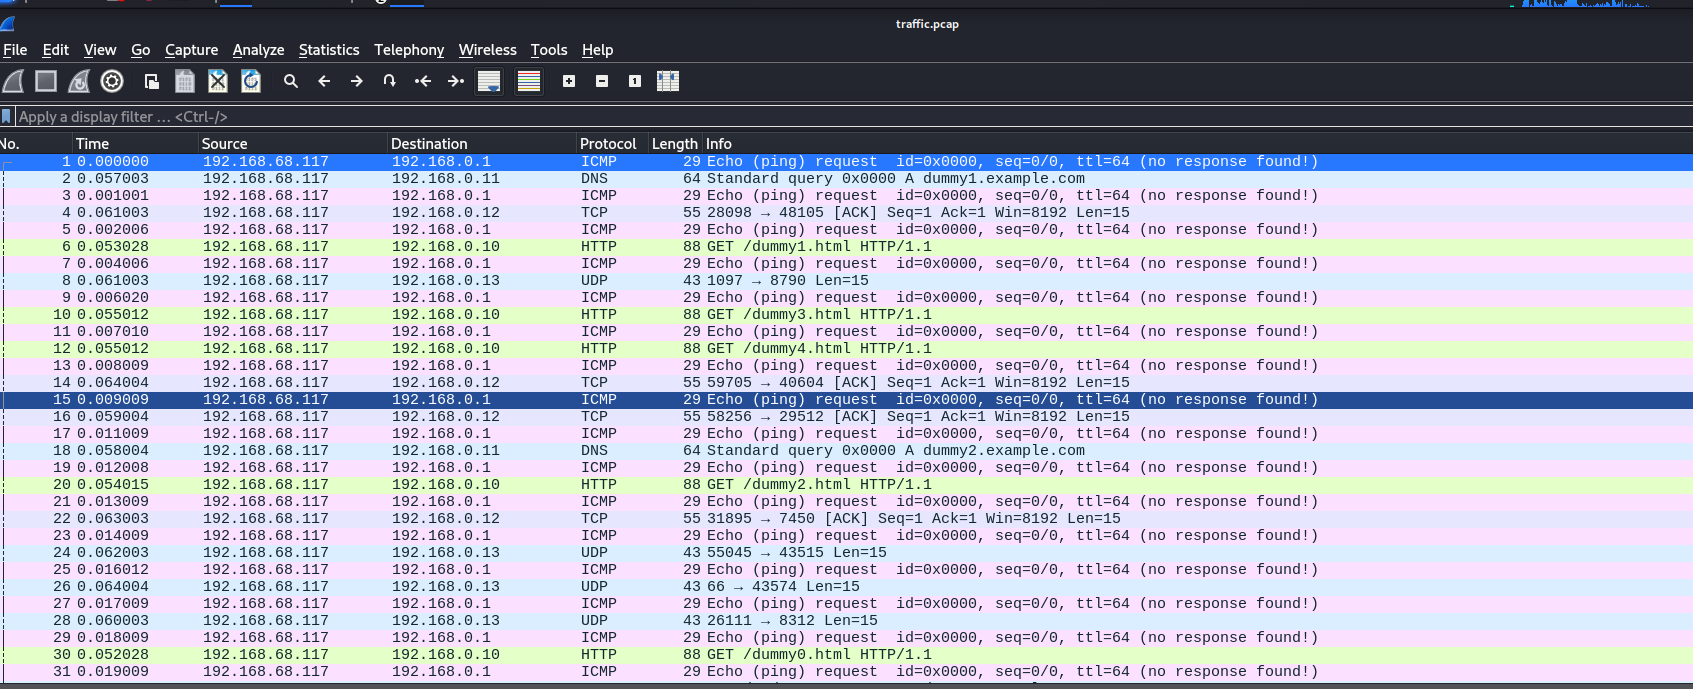 traffic.pcap
File Edit View Go Capture Analyze Statistics Telephony Wireless Tools Help
Apply a display filter … <Ctrl-/>
No. Time Source Destination Protocol Length Info
1 0.000000 192.168.68.117 192.168.0.1 ICMP 29 Echo (ping) request id=0x0000, seq=0/0, ttl=64 (no response found!)
2 0.057003 192.168.68.117 192.168.0.11 DNS 64 Standard query 0x0000 A dummy1.example.com
3 0.001001 192.168.68.117 192.168.0.1 ICMP 29 Echo (ping) request id=0x0000, seq=0/0, ttl=64 (no response found!)
4 0.061003 192.168.68.117 192.168.0.12 TCP 55 28098 → 48105 [ACK] Seq=1 Ack=1 Win=8192 Len=15
5 0.002006 192.168.68.117 192.168.0.1 ICMP 29 Echo (ping) request id=0x0000, seq=0/0, ttl=64 (no response found!)
6 0.053028 192.168.68.117 192.168.0.10 HTTP 88 GET /dummy1.html HTTP/1.1
7 0.004006 192.168.68.117 192.168.0.1 ICMP 29 Echo (ping) request id=0x0000, seq=0/0, ttl=64 (no response found!)
8 0.061003 192.168.68.117 192.168.0.13 UDP 43 1097 → 8790 Len=15
9 0.006020 192.168.68.117 192.168.0.1 ICMP 29 Echo (ping) request id=0x0000, seq=0/0, ttl=64 (no response found!)
10 0.055012 192.168.68.117 192.168.0.10 HTTP 88 GET /dummy3.html HTTP/1.1
11 0.007010 192.168.68.117 192.168.0.1 ICMP 29 Echo (ping) request id=0x0000, seq=0/0, ttl=64 (no response found!)
12 0.055012 192.168.68.117 192.168.0.10 HTTP 88 GET /dummy4.html HTTP/1.1
13 0.008009 192.168.68.117 192.168.0.1 ICMP 29 Echo (ping) request id=0x0000, seq=0/0, ttl=64 (no response found!)
14 0.064004 192.168.68.117 192.168.0.12 TCP 55 59705 → 40604 [ACK] Seq=1 Ack=1 Win=8192 Len=15
15 0.009009 192.168.68.117 192.168.0.1 ICMP 29 Echo (ping) request id=0x0000, seq=0/0, ttl=64 (no response found!)
16 0.059004 192.168.68.117 192.168.0.12 TCP 55 58256 → 29512 [ACK] Seq=1 Ack=1 Win=8192 Len=15
17 0.011009 192.168.68.117 192.168.0.1 ICMP 29 Echo (ping) request id=0x0000, seq=0/0, ttl=64 (no response found!)
18 0.058004 192.168.68.117 192.168.0.11 DNS 64 Standard query 0x0000 A dummy2.example.com
19 0.012008 192.168.68.117 192.168.0.1 ICMP 29 Echo (ping) request id=0x0000, seq=0/0, ttl=64 (no response found!)
20 0.054015 192.168.68.117 192.168.0.10 HTTP 88 GET /dummy2.html HTTP/1.1
21 0.013009 192.168.68.117 192.168.0.1 ICMP 29 Echo (ping) request id=0x0000, seq=0/0, ttl=64 (no response found!)
22 0.063003 192.168.68.117 192.168.0.12 TCP 55 31895 → 7450 [ACK] Seq=1 Ack=1 Win=8192 Len=15
23 0.014009 192.168.68.117 192.168.0.1 ICMP 29 Echo (ping) request id=0x0000, seq=0/0, ttl=64 (no response found!)
24 0.062003 192.168.68.117 192.168.0.13 UDP 43 55045 → 43515 Len=15
25 0.016012 192.168.68.117 192.168.0.1 ICMP 29 Echo (ping) request id=0x0000, seq=0/0, ttl=64 (no response found!)
26 0.064004 192.168.68.117 192.168.0.13 UDP 43 66 → 43574 Len=15
27 0.017009 192.168.68.117 192.168.0.1 ICMP 29 Echo (ping) request id=0x0000, seq=0/0, ttl=64 (no response found!)
28 0.060003 192.168.68.117 192.168.0.13 UDP 43 26111 → 8312 Len=15
29 0.018009 192.168.68.117 192.168.0.1 ICMP 29 Echo (ping) request id=0x0000, seq=0/0, ttl=64 (no response found!)
30 0.052028 192.168.68.117 192.168.0.10 HTTP 88 GET /dummy0.html HTTP/1.1
31 0.019009 192.168.68.117 192.168.0.1 ICMP 29 Echo (ping) request id=0x0000, seq=0/0, ttl=64 (no response found!)